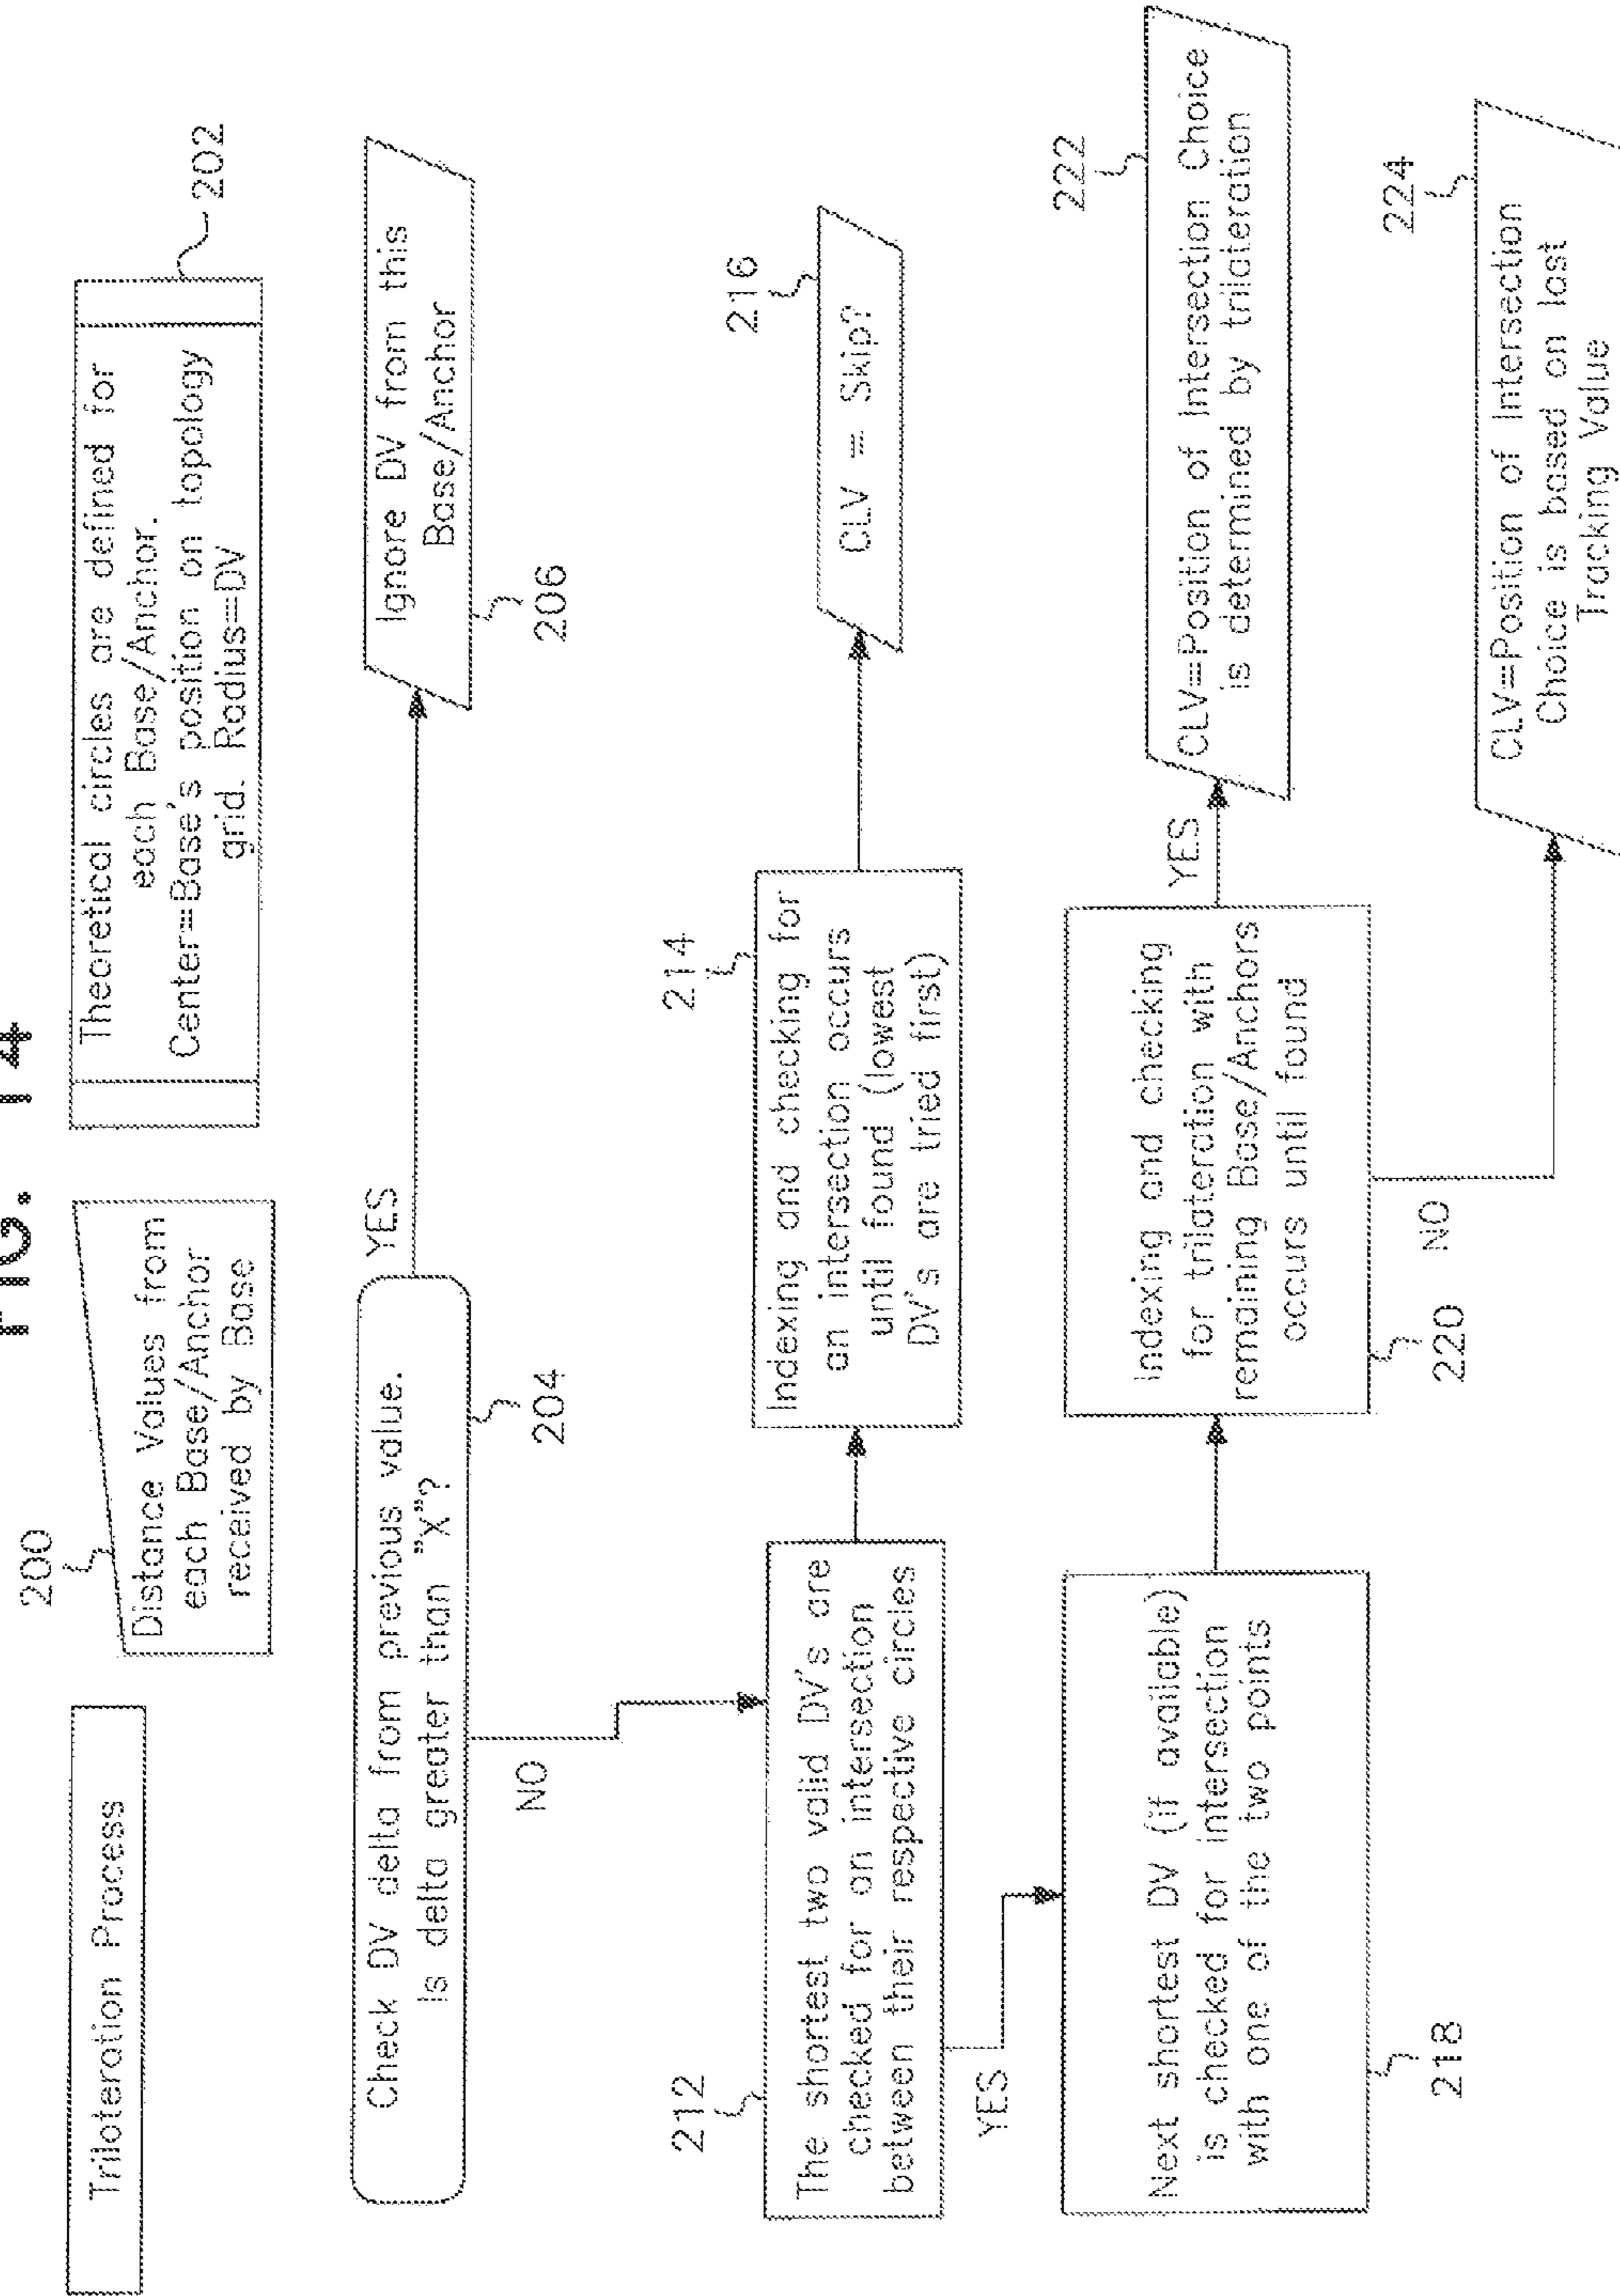 FIG. 14
Trilateration Process
200
Distance Values from
each Base/Anchor
received by Base
Theoretical circles are defined for
each Base/Anchor.
Center=Base's position on topology
grid. Radius=DV
202
Check DV delta from previous value.
Is delta greater than "X"?
204
YES
NO
Ignore DV from this
Base/Anchor
206
212
The shortest two valid DV's are
checked for an intersection
between their respective circles
YES
214
Indexing and checking for
an intersection occurs
until found (lowest
DV's are tried first)
216
CLV = Skip?
Next shortest DV (if available)
is checked for intersection
with one of the two points
218
Indexing and checking
for trilateration with
remaining Base/Anchors
occurs until found
220
YES
NO
222
CLV=Position of Intersection Choice
is determined by trilateration
224
CLV=Position of Intersection
Choice is based on last
Tracking Value